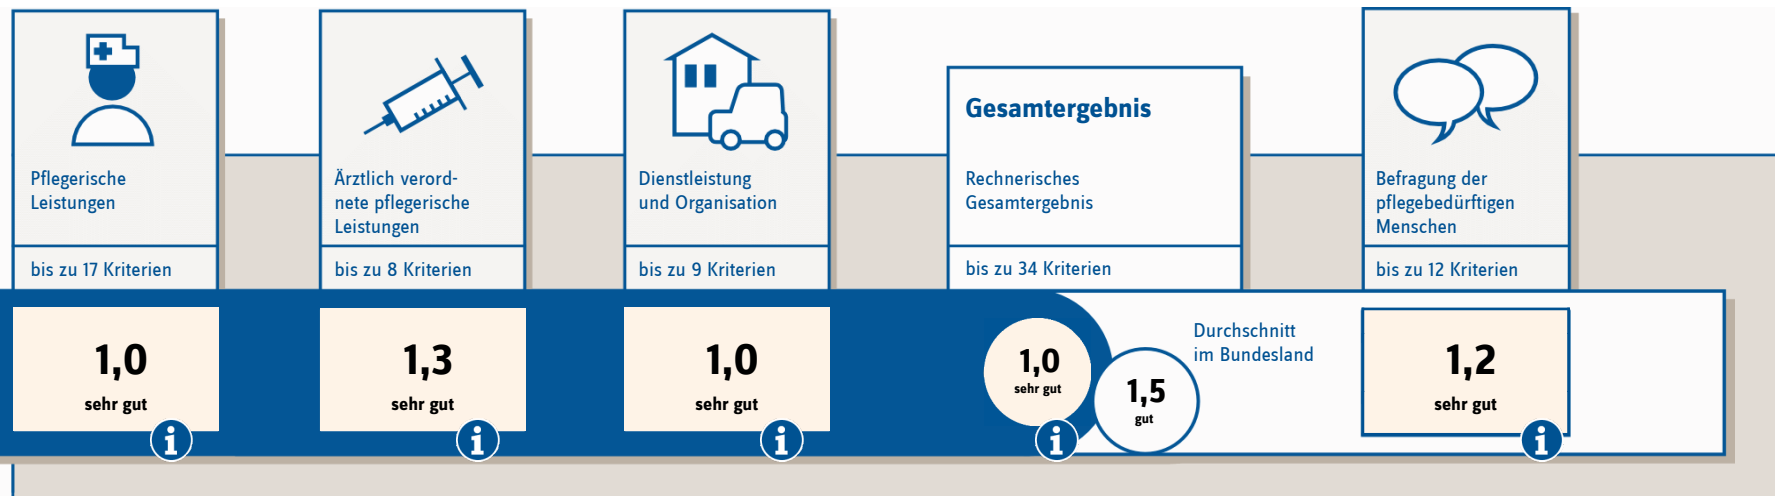 Pflegerische
Leistungen
bis zu 17 Kriterien
1,0
sehr gut
i
Ärztlich verord-
nete pflegerische
Leistungen
bis zu 8 Kriterien
1,3
sehr gut
i
Dienstleistung
und Organisation
bis zu 9 Kriterien
1,0
sehr gut
i
Gesamtergebnis
Rechnerisches
Gesamtergebnis
bis zu 34 Kriterien
1,0
sehr gut
i
1,5
gut
Durchschnitt
im Bundesland
Befragung der
pflegebedürftigen
Menschen
bis zu 12 Kriterien
1,2
sehr gut
i